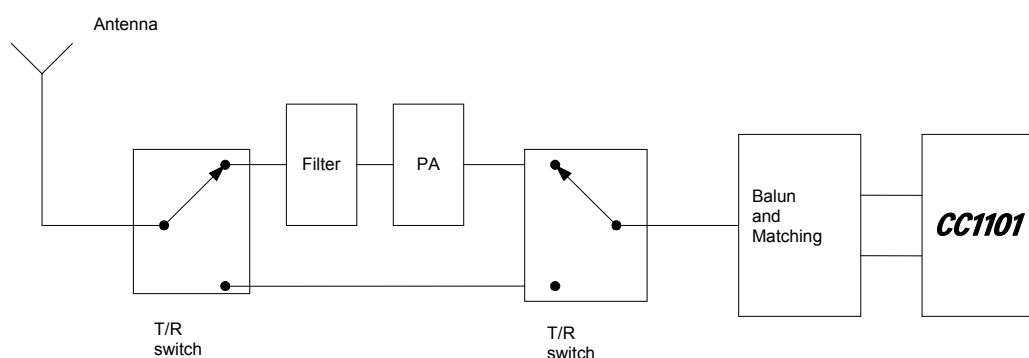 Antenna
Filter
PA
Balun
and
Matching
CC1101
T/R
switch
T/R
switch